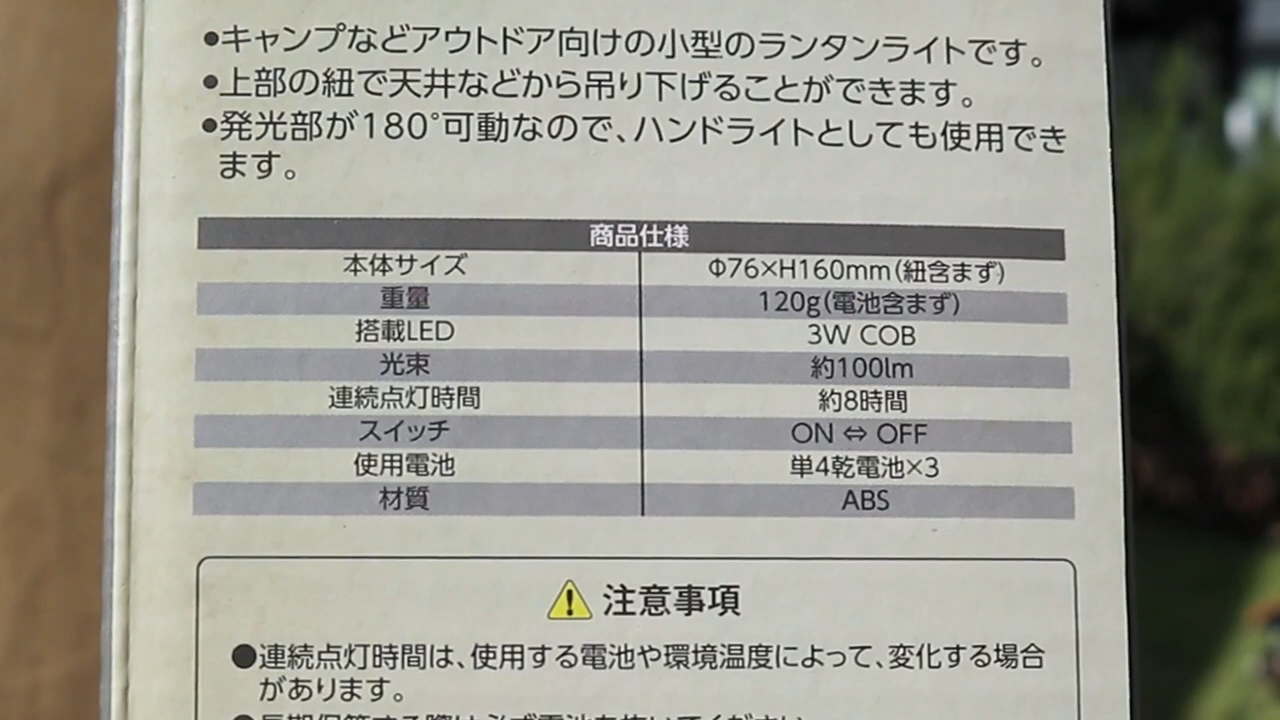 ●キャンプなどアウトドア向けの小型のランタンライトです。
●上部の紐で天井などから吊り下げることができます。
●発光部が180°可動なので、ハンドライトとしても使用でき
ます。
商品仕様
本体サイズ Φ76×H160mm(紐含まず)
重量 120g(電池含まず)
搭載LED 3W COB
光束 約100lm
連続点灯時間 約8時間
スイッチ ON ⇔ OFF
使用電池 単4乾電池×3
材質 ABS
注意事項
●連続点灯時間は、使用する電池や環境温度によって、変化する場合
があります。